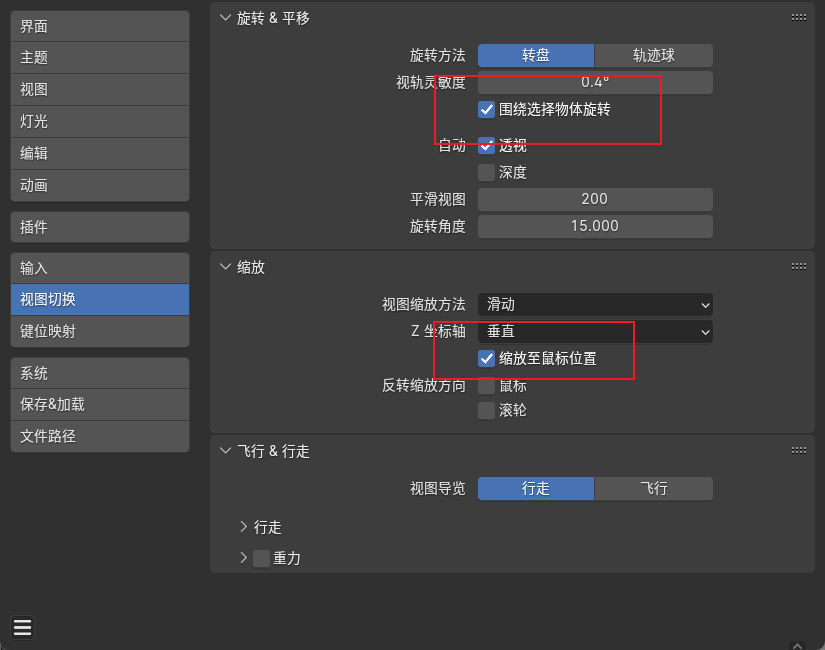 界面
主题
视图
灯光
编辑
动画
插件
输入
视图切换
键位映射
系统
保存&加载
文件路径
旋转 & 平移
旋转方法 转盘 轨迹球
视轨灵敏度 0.4°
围绕选择物体旋转
自动 透视
深度
平滑视图 200
旋转角度 15.000
缩放
视图缩放方法 滑动
Z 坐标轴 垂直
缩放至鼠标位置
反转缩放方向 鼠标
滚轮
飞行 & 行走
视图导览 行走 飞行
行走
重力